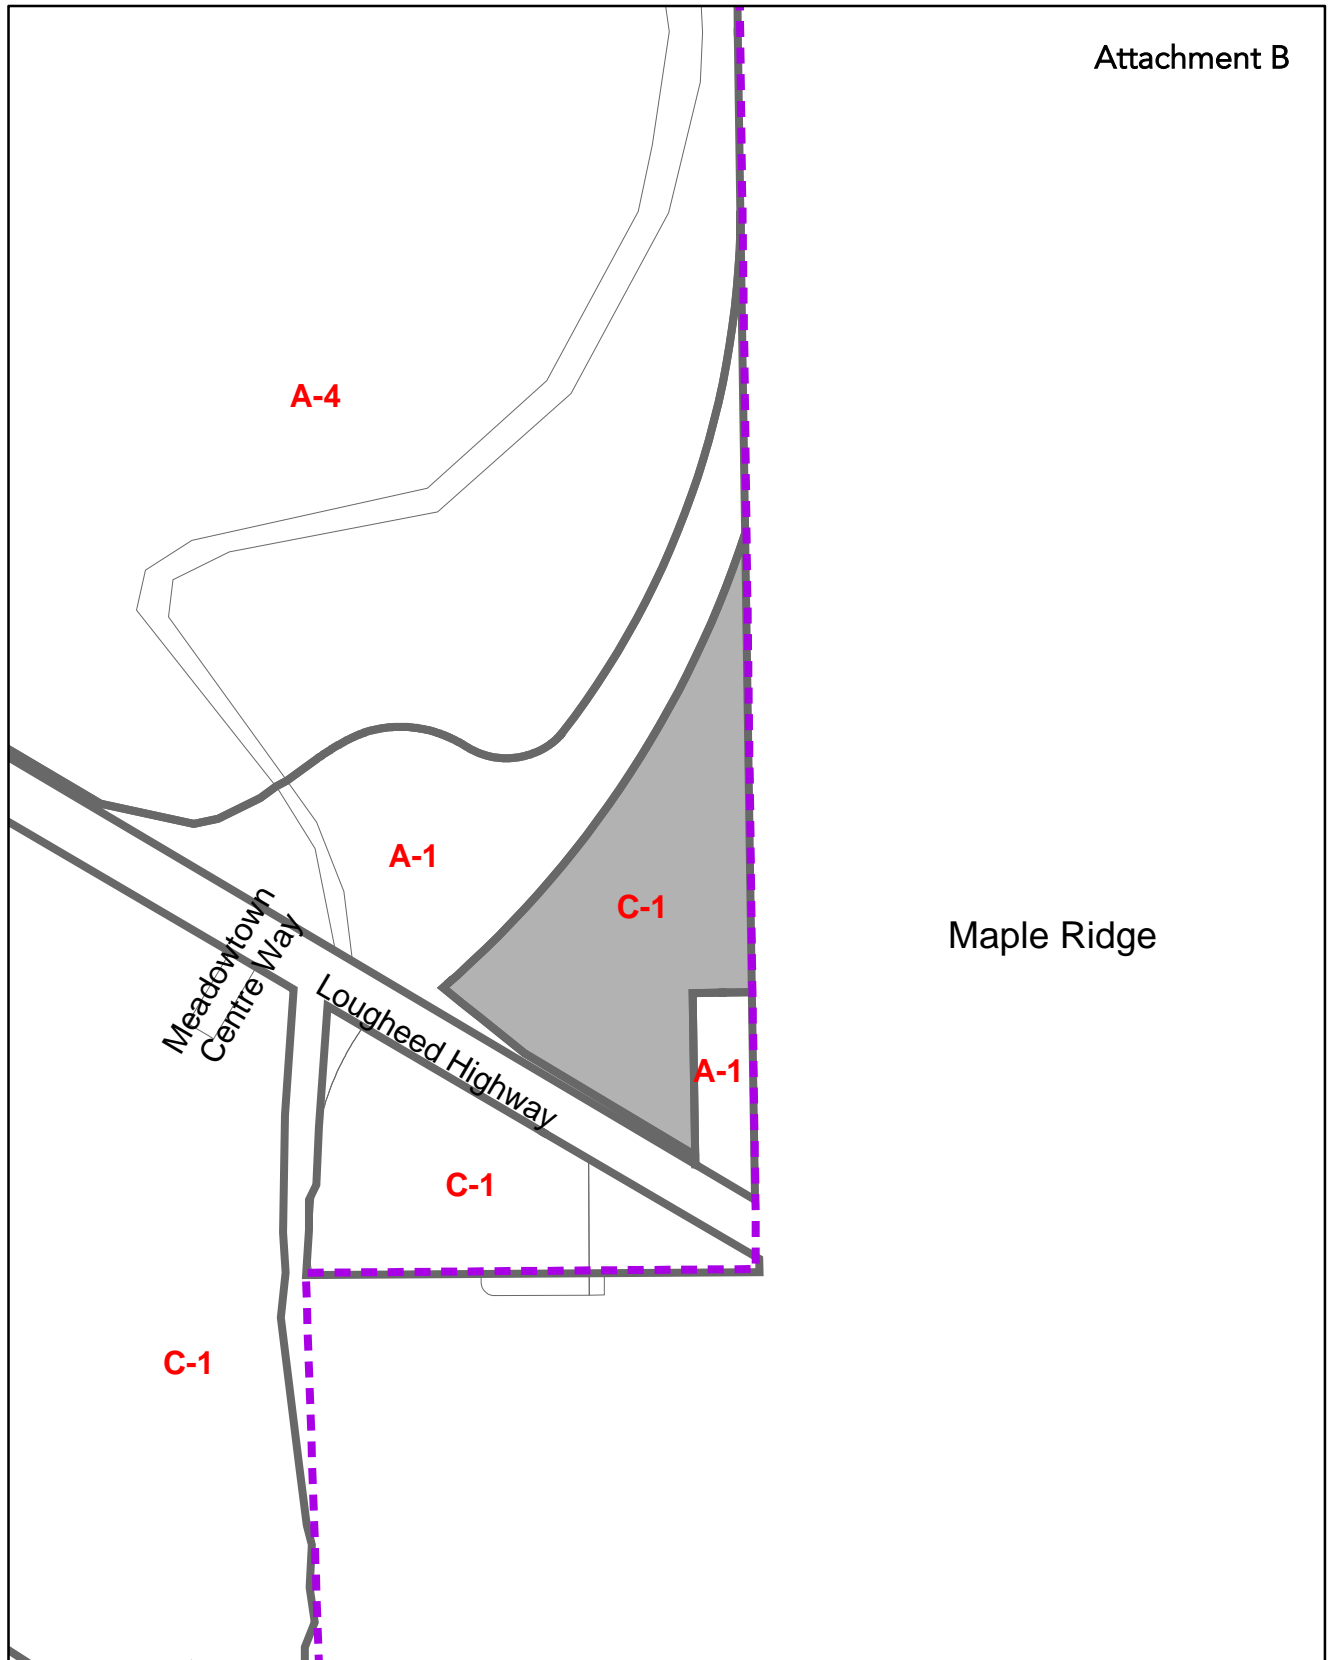 Attachment B
A-4
A-1
C-1
Maple Ridge
Meadowtown
Centre Way
Lougheed Highway
A-1
C-1
C-1